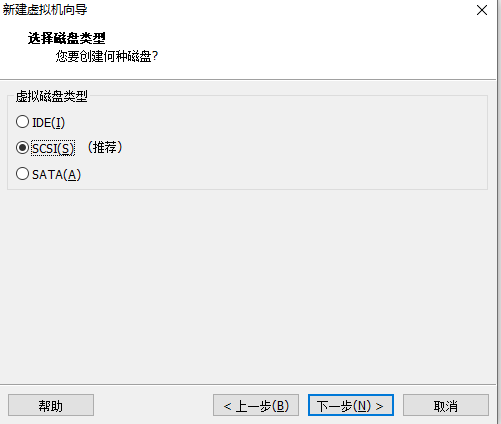 新建虚拟机向导
选择磁盘类型
您要创建何种磁盘?
虚拟磁盘类型
IDE(I)
SCSI(S) （推荐）
SATA(A)
帮助 < 上一步(B) 下一步(N) > 取消